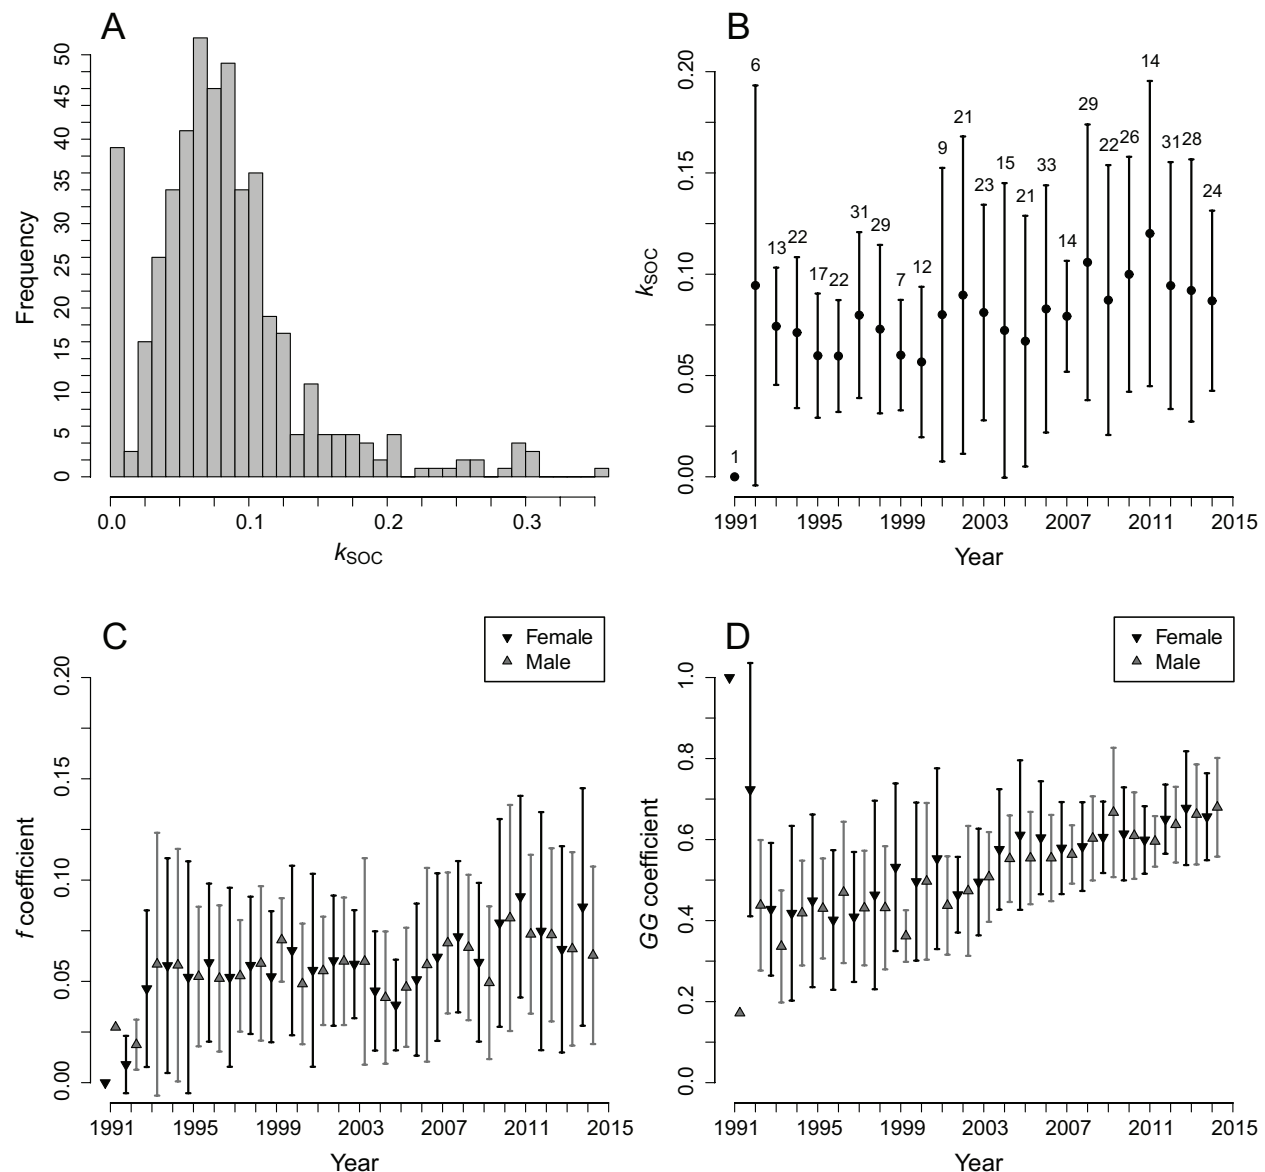 A
Frequency
50
45
40
35
30
25
20
15
10
5
0
0.0 0.1 0.2 0.3
kSOC
B
kSOC
0.20
0.15
0.10
0.05
0.00
1 6 13 22 17 22 31 29 7 12 9 21 23 15 21 33 14 29 22 26 14 31 28 24
1991 1995 1999 2003 2007 2011 2015
Year
C
Female
Male
f coefficient
0.20
0.15
0.10
0.05
0.00
1991 1995 1999 2003 2007 2011 2015
Year
D
Female
Male
GG coefficient
1.0
0.8
0.6
0.4
0.2
0.0
1991 1995 1999 2003 2007 2011 2015
Year